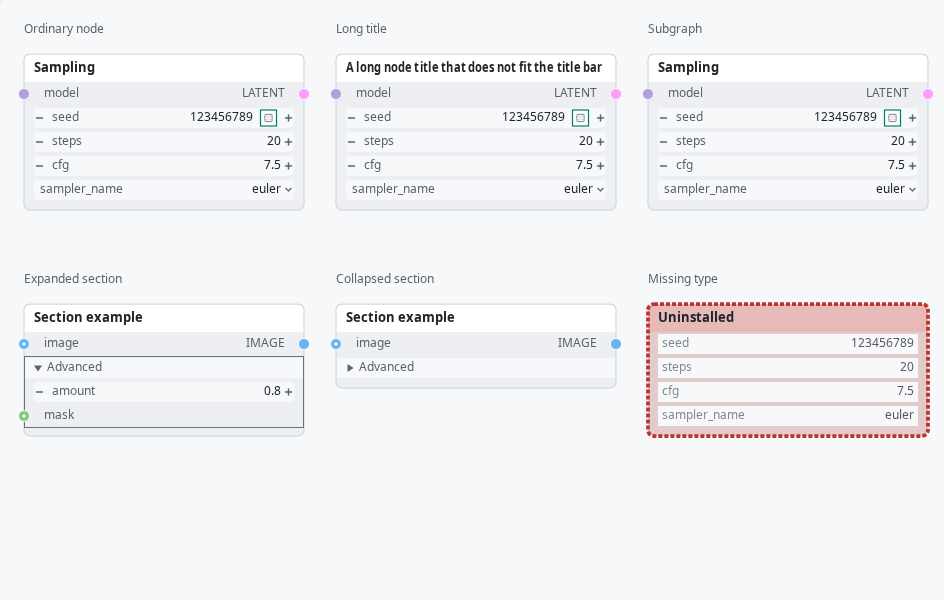 Ordinary node
Long title
Subgraph
Sampling
A long node title that does not fit the title bar
Sampling
model LATENT
model LATENT
model LATENT
seed 123456789
seed 123456789
seed 123456789
steps 20
steps 20
steps 20
cfg 7.5
cfg 7.5
cfg 7.5
sampler_name euler
sampler_name euler
sampler_name euler
Expanded section
Collapsed section
Missing type
Section example
Section example
Uninstalled
image IMAGE
image IMAGE
seed 123456789
Advanced
Advanced
steps 20
amount 0.8
cfg 7.5
mask
sampler_name euler